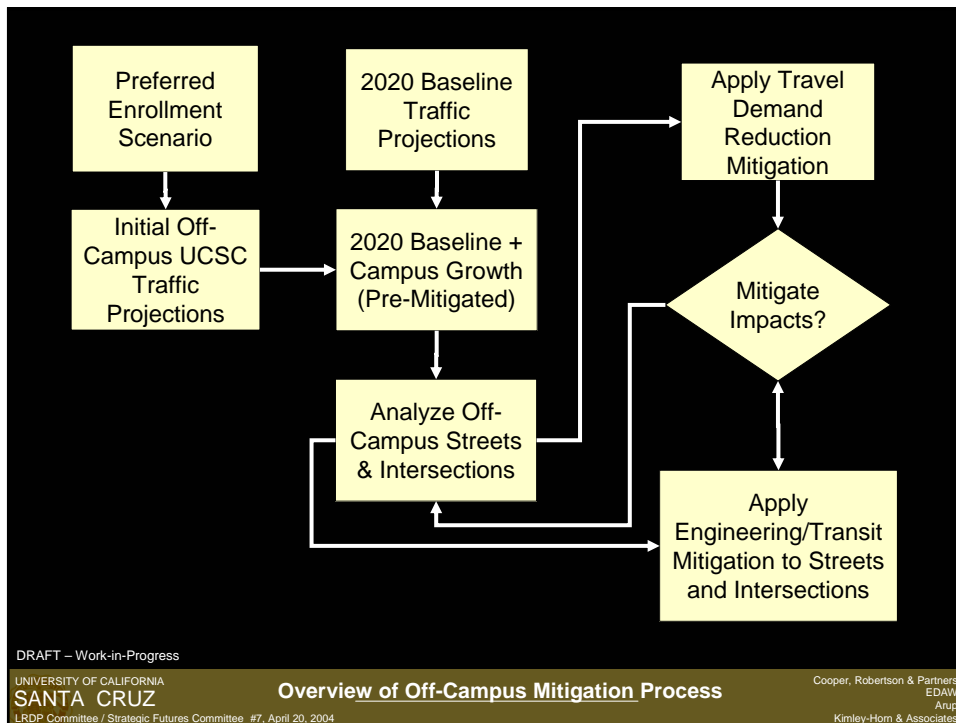 Preferred
Enrollment
Scenario
2020 Baseline
Traffic
Projections
Apply Travel
Demand
Reduction
Mitigation
Initial Off-
Campus UCSC
Traffic
Projections
2020 Baseline +
Campus Growth
(Pre-Mitigated)
Mitigate
Impacts?
Analyze Off-
Campus Streets
& Intersections
Apply
Engineering/Transit
Mitigation to Streets
and Intersections
DRAFT – Work-in-Progress
UNIVERSITY OF CALIFORNIA
SANTA CRUZ
LRDP Committee / Strategic Futures Committee #7, April 20, 2004
Overview of Off-Campus Mitigation Process
Cooper, Robertson & Partners
EDAW
Arup
Kimley-Horn & Associates